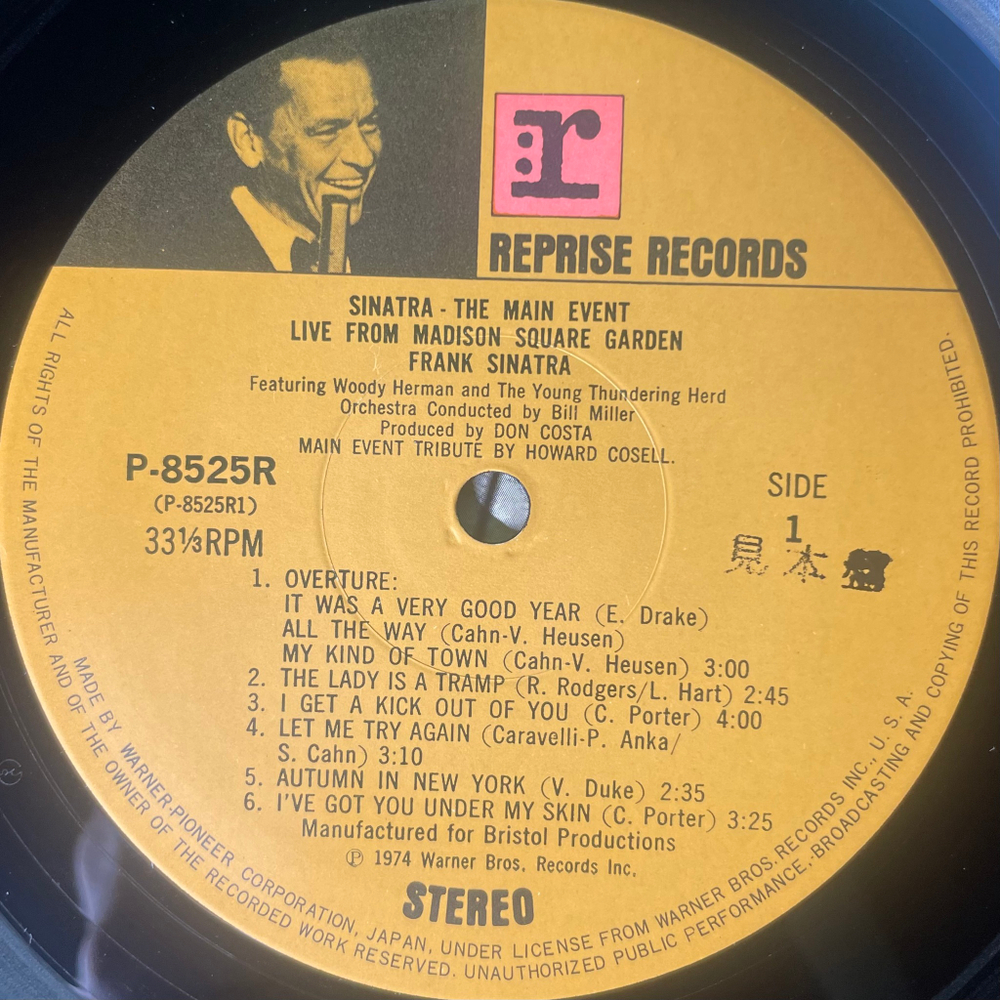 r
REPRISE RECORDS
SINATRA - THE MAIN EVENT
LIVE FROM MADISON SQUARE GARDEN
FRANK SINATRA
Featuring Woody Herman and The Young Thundering Herd
Orchestra Conducted by Bill Miller
Produced by DON COSTA
MAIN EVENT TRIBUTE BY HOWARD COSELL.
P-8525R
(P-8525R1)
33⅓RPM
SIDE
1
見本盤
1. OVERTURE:
IT WAS A VERY GOOD YEAR (E. Drake)
ALL THE WAY (Cahn-V. Heusen)
MY KIND OF TOWN (Cahn-V. Heusen) 3:00
2. THE LADY IS A TRAMP (R. Rodgers/L. Hart) 2:45
3. I GET A KICK OUT OF YOU (C. Porter) 4:00
4. LET ME TRY AGAIN (Caravelli-P. Anka/
S. Cahn) 3:10
5. AUTUMN IN NEW YORK (V. Duke) 2:35
6. I'VE GOT YOU UNDER MY SKIN (C. Porter) 3:25
Manufactured for Bristol Productions
℗ 1974 Warner Bros. Records Inc.
STEREO
MADE BY WARNER-PIONEER CORPORATION, JAPAN, UNDER LICENSE FROM WARNER BROS. RECORDS INC., U. S. A.
ALL RIGHTS OF THE MANUFACTURER AND OF THE OWNER OF THE RECORDED WORK RESERVED. UNAUTHORIZED PUBLIC PERFORMANCE, BROADCASTING AND COPYING OF THIS RECORD PROHIBITED.